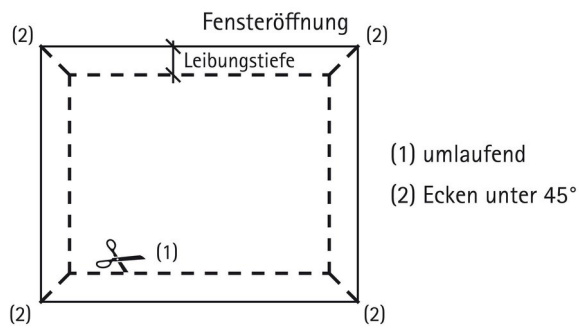 Fensteröffnung
(2)
(2)
Leibungstiefe
(1) umlaufend
(2) Ecken unter 45°
(1)
(2)
(2)